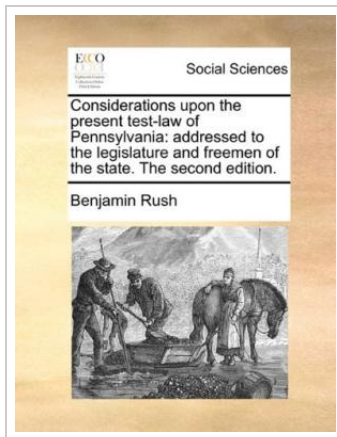 ECCO
Social Sciences
Considerations upon the
present test-law of
Pennsylvania: addressed to
the legislature and freemen of
the state. The second edition.
Benjamin Rush